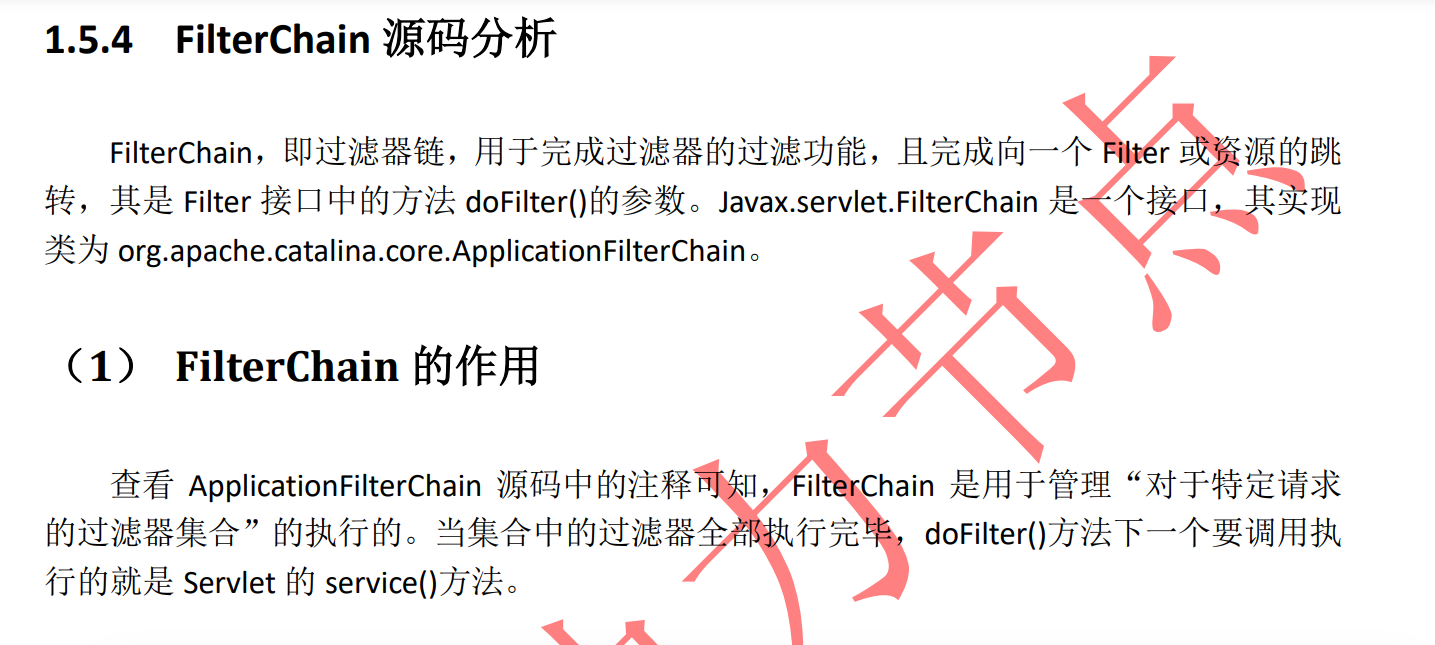 1.5.4 FilterChain 源码分析
FilterChain，即过滤器链，用于完成过滤器的过滤功能，且完成向一个 Filter 或资源的跳
转，其是 Filter 接口中的方法 doFilter()的参数。Javax.servlet.FilterChain 是一个接口，其实现
类为 org.apache.catalina.core.ApplicationFilterChain。
（1） FilterChain 的作用
查看 ApplicationFilterChain 源码中的注释可知，FilterChain 是用于管理“对于特定请求
的过滤器集合”的执行的。当集合中的过滤器全部执行完毕，doFilter()方法下一个要调用执
行的就是 Servlet 的 service()方法。
力节点